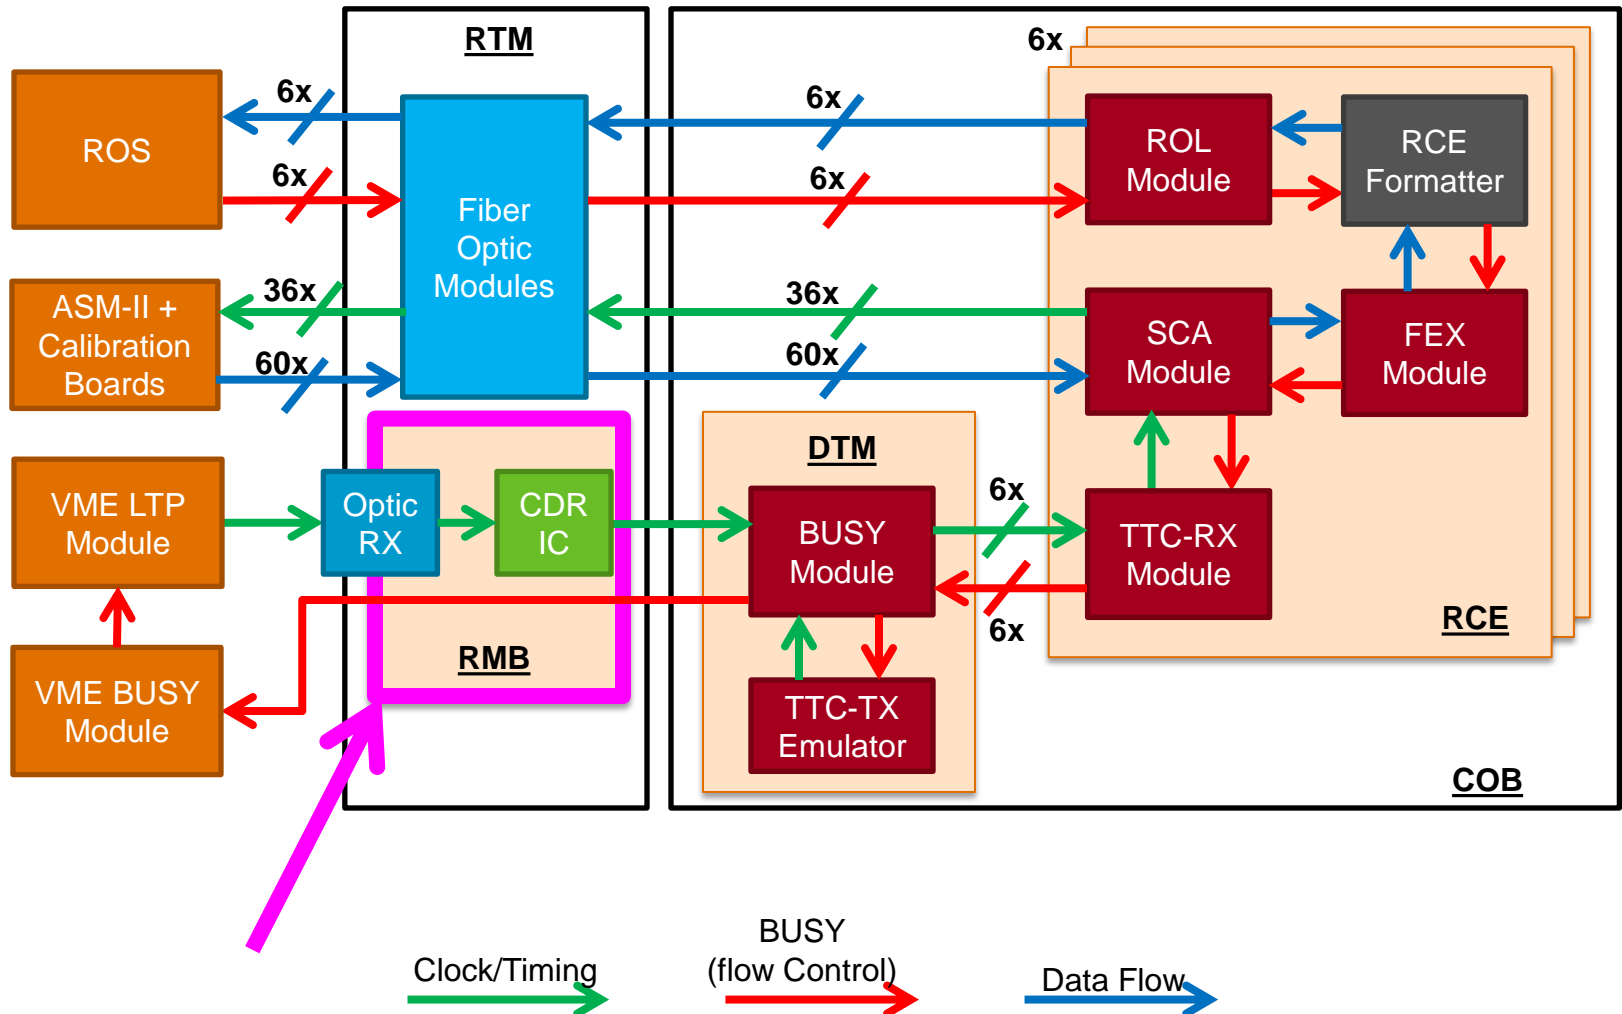 RTM
6x
ROS
6x
6x
6x
6x
Fiber
Optic
Modules
ROL
Module
RCE
Formatter
ASM-II +
Calibration
Boards
36x
60x
36x
60x
SCA
Module
FEX
Module
VME LTP
Module
Optic
RX
CDR
IC
RMB
DTM
BUSY
Module
6x
6x
TTC-RX
Module
RCE
VME BUSY
Module
TTC-TX
Emulator
COB
Clock/Timing
BUSY
(flow Control)
Data Flow